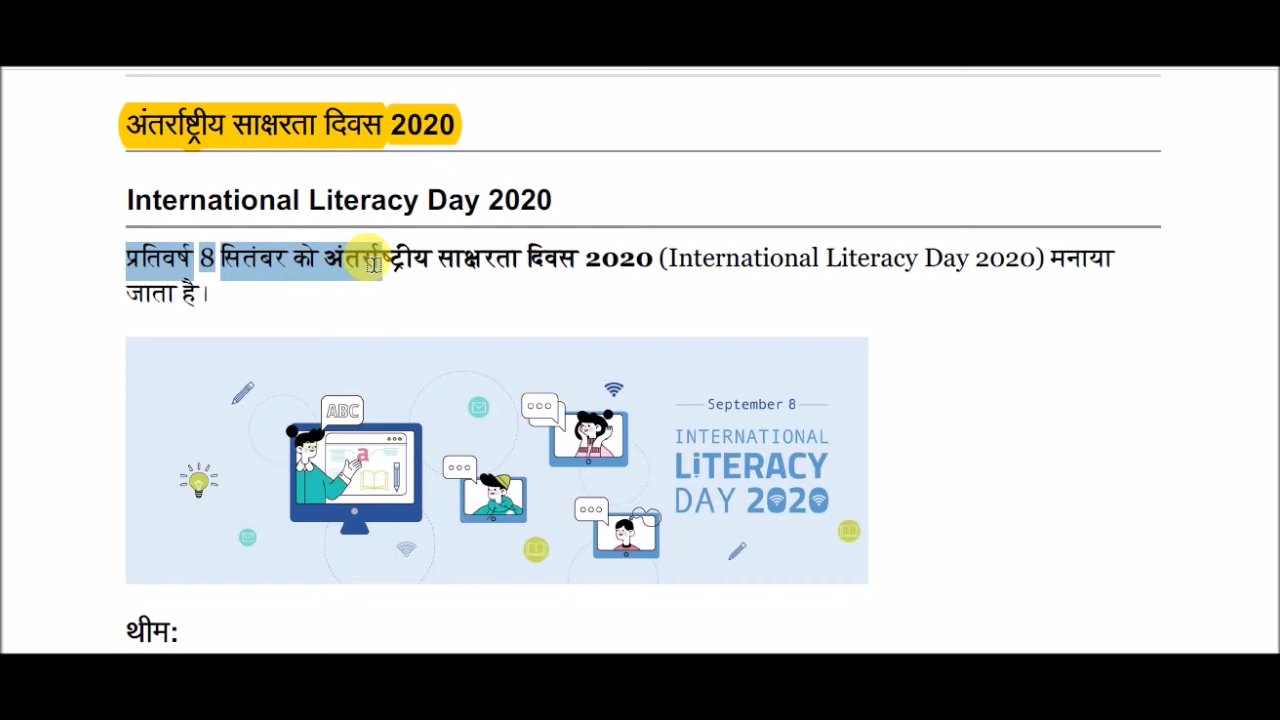 अंतर्राष्ट्रीय साक्षरता दिवस 2020
International Literacy Day 2020
प्रतिवर्ष 8 सितंबर को अंतर्राष्ट्रीय साक्षरता दिवस 2020 (International Literacy Day 2020) मनाया
जाता है।
ABC
a
September 8
INTERNATIONAL
LiTERACY
DAY 2020
थीम: